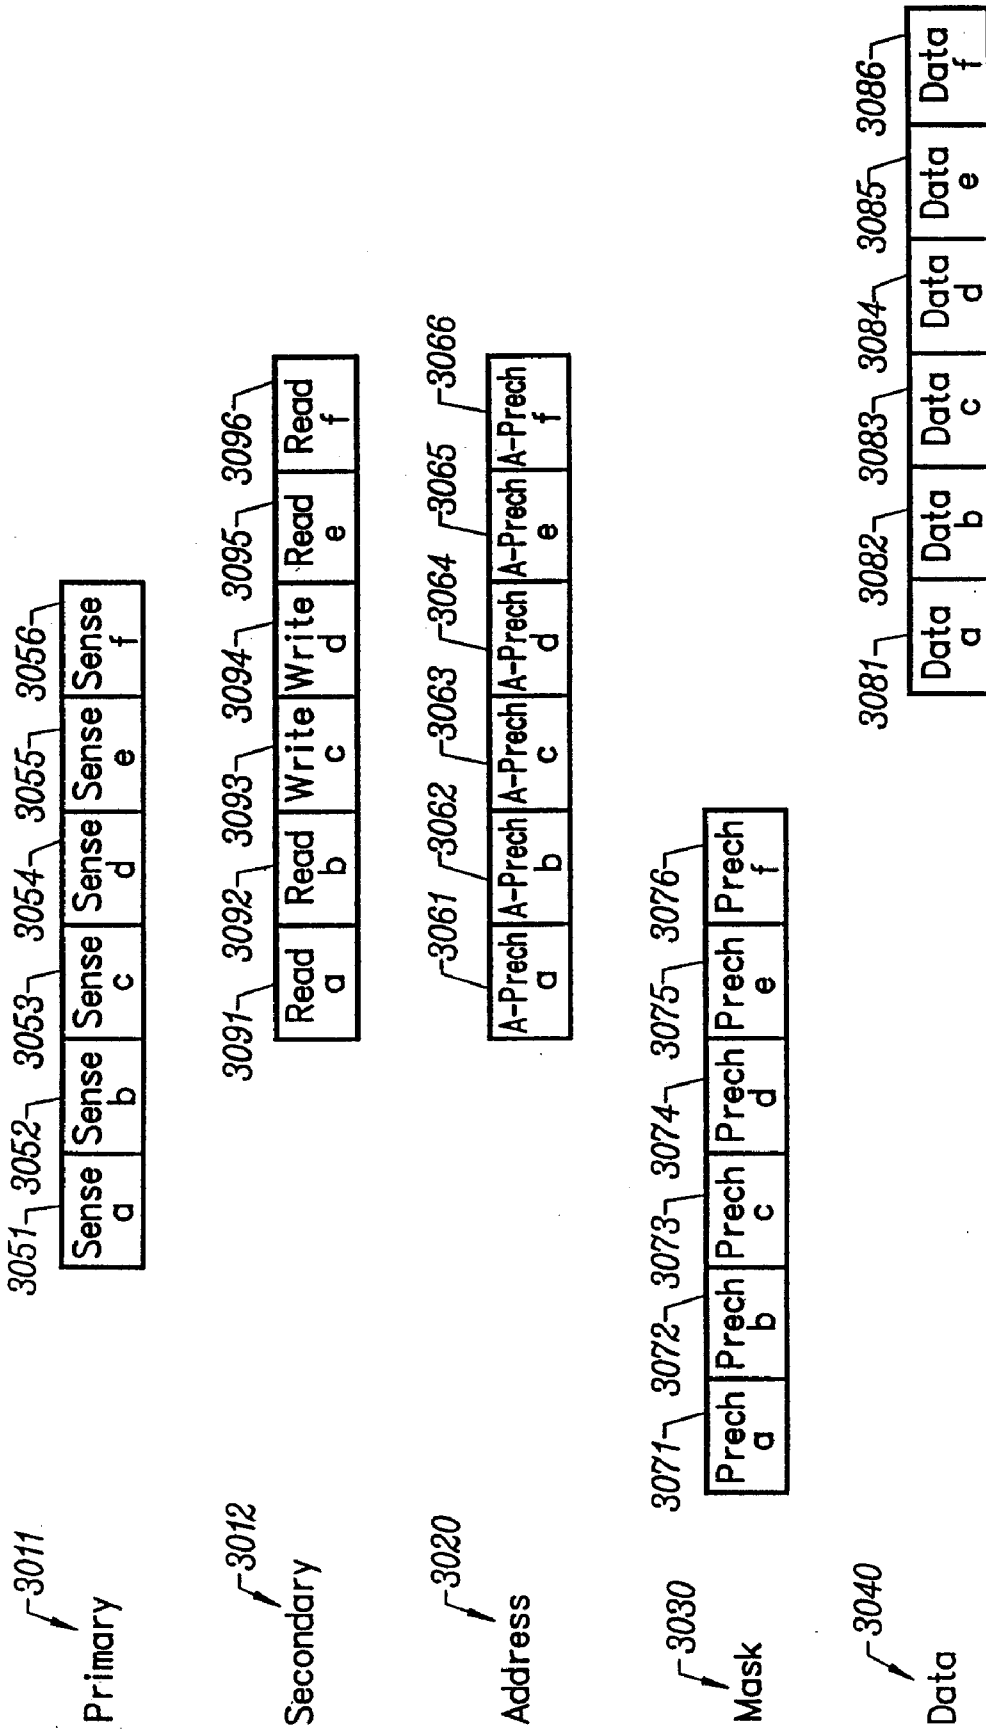 3011
Primary
3051 3052 3053 3054 3055 3056
Sense Sense Sense Sense Sense Sense
a b c d e f
3012
Secondary
3091 3092 3093 3094 3095 3096
Read Read Write Write Read Read
a b c d e f
3020
Address
3061 3062 3063 3064 3065 3066
A-Prech A-Prech A-Prech A-Prech A-Prech A-Prech
a b c d e f
3030
Mask
3071 3072 3073 3074 3075 3076
Prech Prech Prech Prech Prech Prech
a b c d e f
3040
Data
3081 3082 3083 3084 3085 3086
Data Data Data Data Data Data
a b c d e f